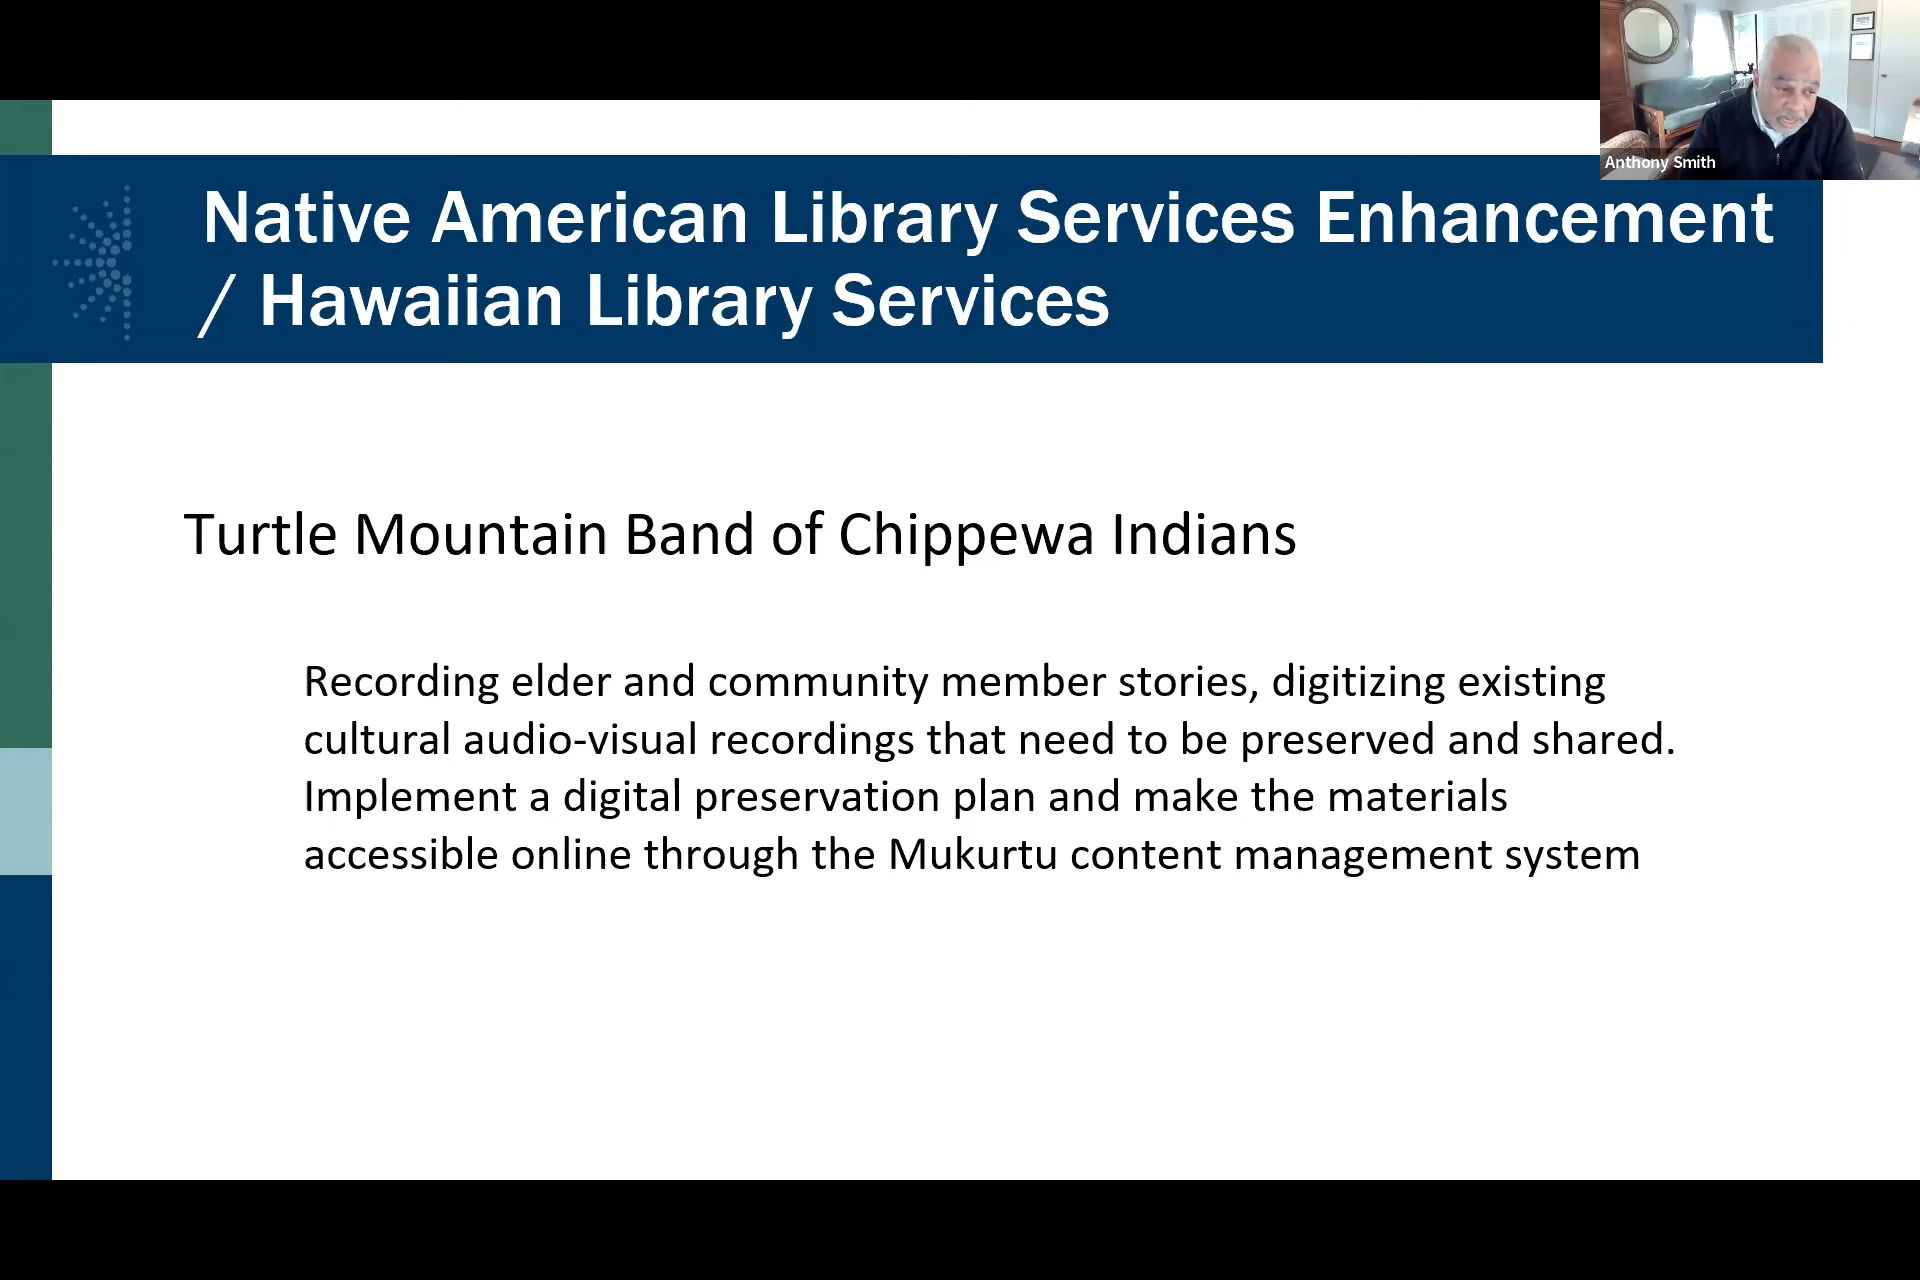 Anthony Smith
Native American Library Services Enhancement
/ Hawaiian Library Services
Turtle Mountain Band of Chippewa Indians
Recording elder and community member stories, digitizing existing
cultural audio-visual recordings that need to be preserved and shared.
Implement a digital preservation plan and make the materials
accessible online through the Mukurtu content management system